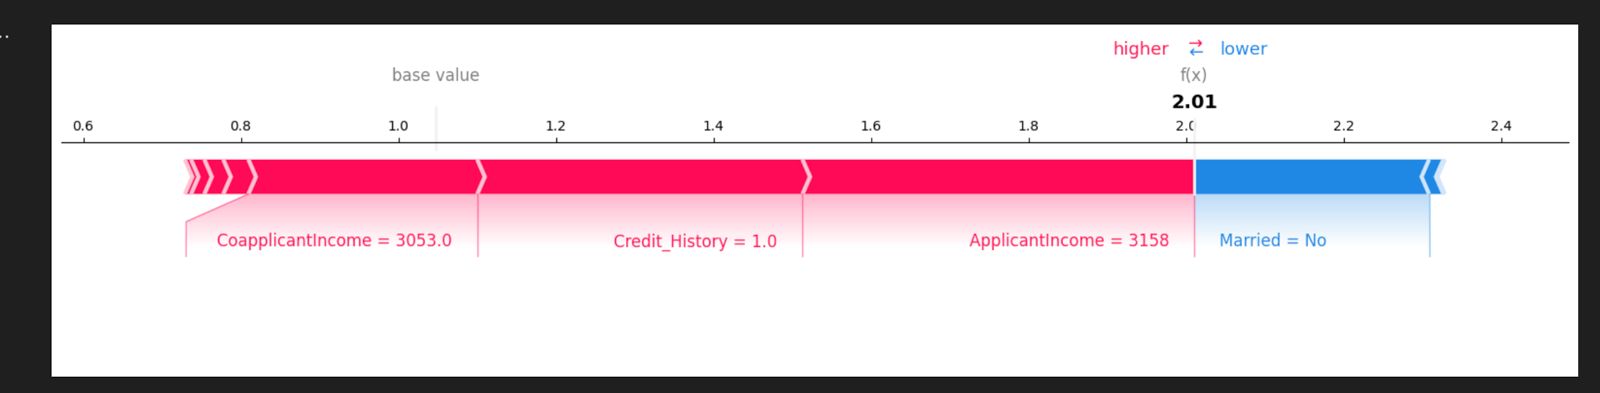 ..
higher lower
base value f(x)
2.01
0.6 0.8 1.0 1.2 1.4 1.6 1.8 2.0 2.2 2.4
CoapplicantIncome = 3053.0 Credit_History = 1.0 ApplicantIncome = 3158 Married = No